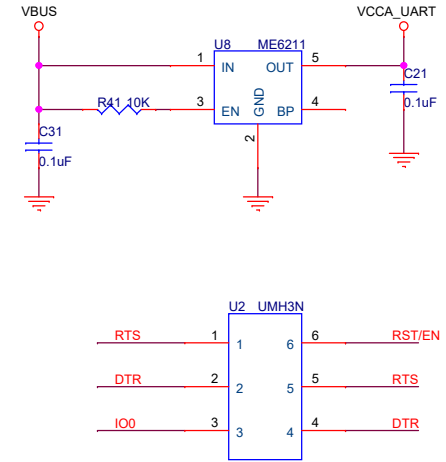 VBUS VCCA_UART
U8 ME6211
1 IN OUT 5
C21
R41 10K 3 EN GND BP 4 0.1uF
C31 2
0.1uF
U2 UMH3N
RTS 1 1 6 6 RST/EN
DTR 2 2 5 5 RTS
IO0 3 3 4 4 DTR